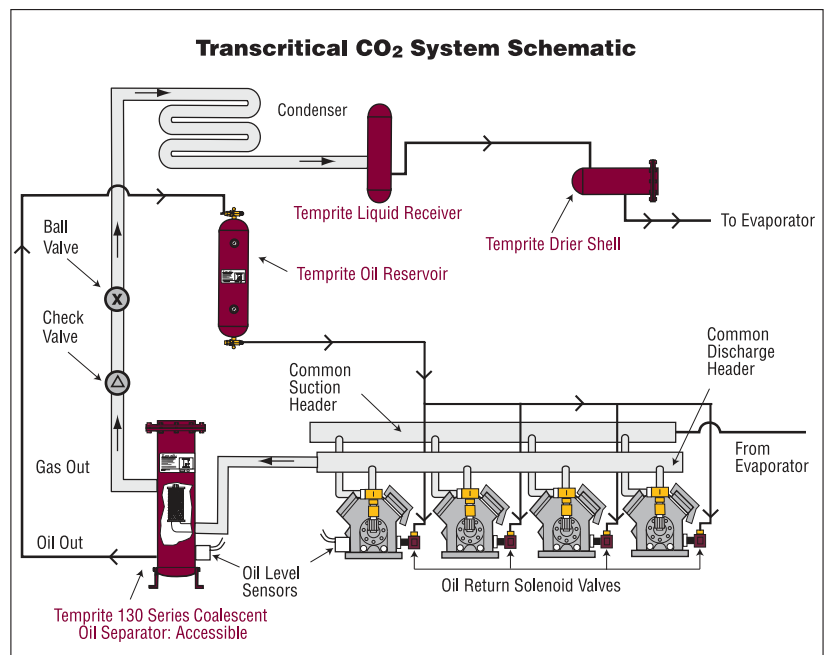 Transcritical CO₂ System Schematic
Condenser
Temprite Liquid Receiver
Temprite Drier Shell
To Evaporator
Ball
Valve
Temprite Oil Reservoir
Check
Valve
Common
Suction
Header
Common
Discharge
Header
From
Evaporator
Gas Out
Oil Out
X
Oil Level
Sensors
Oil Return Solenoid Valves
Temprite 130 Series Coalescent
Oil Separator: Accessible